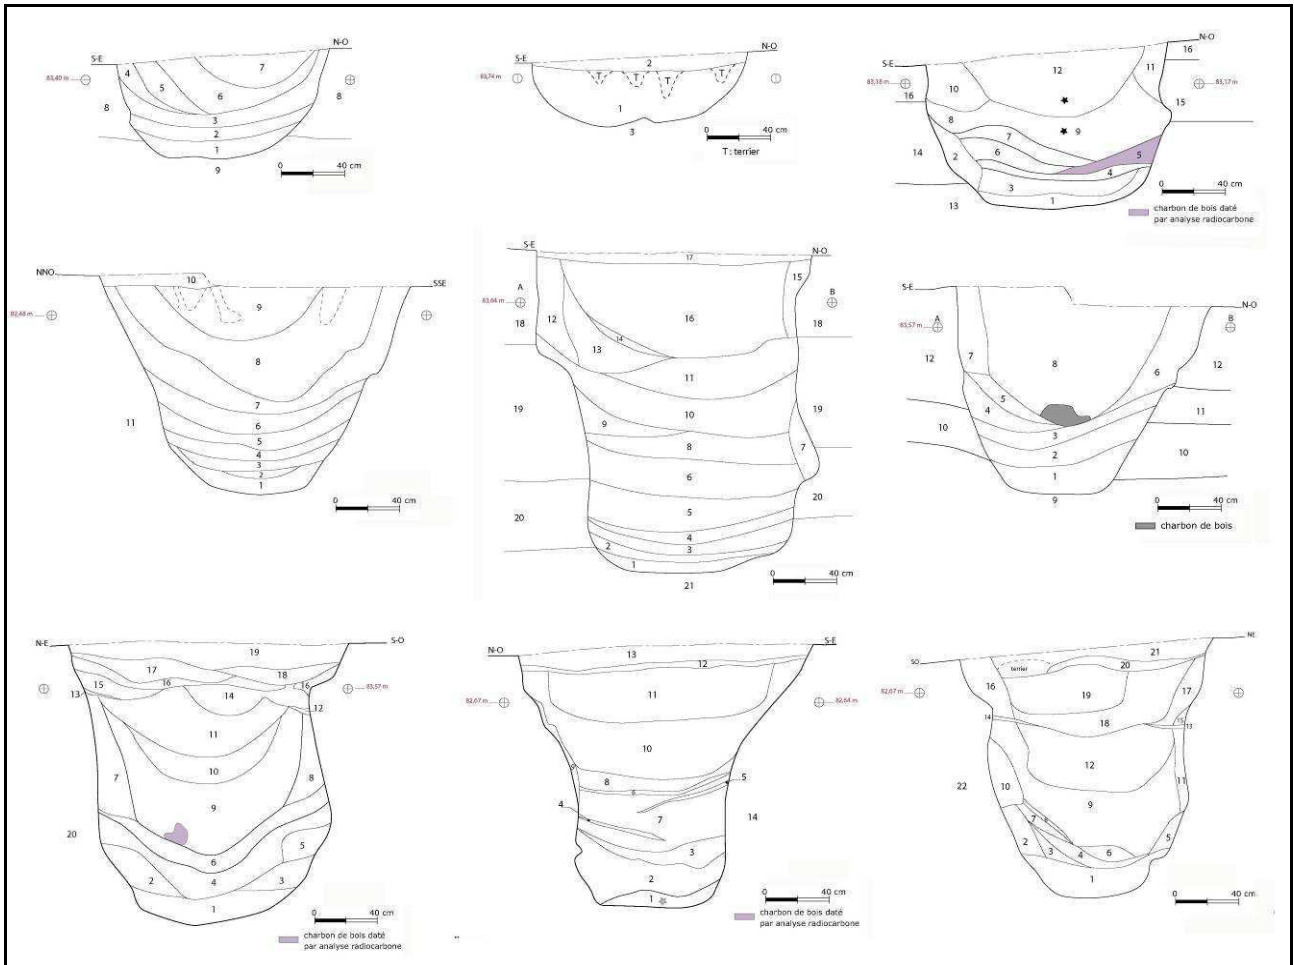 S-E N-O
83,40 m
4 7
5 6
8 8
3
2
1
9
0 40 cm
S-E N-O
83,74 m
2
T T T T
1
3
0 40 cm
T : terrier
S-E N-O
83,18 m 83,17 m
16
12 11
10
16 15
8 9
7
14 2 6 5
4
3
13 1
0 40 cm
charbon de bois daté
par analyse radiocarbone
NNO SSE
82,48 m
10
9
8
7
11 6
5
4
3
2
1
0 40 cm
S-E N-O
17
15
A B
83,64 m
18 12 16 18
14
13
11
19 10 19
9
8 7
6
20
20 5
4
2 3
1
21
0 40 cm
S-E N-O
A B
83,57 m
12 7 8 6 12
5
4 11
10 3
2 10
1
9
0 40 cm
charbon de bois
N-E S-O
83,57 m
19
17 18
15 16 16
13 14
12
11
10
7 8
9
20
6 5
2 4 3
1
0 40 cm
charbon de bois daté
par analyse radiocarbone
N-O S-E
82,67 m 82,64 m
13
12
11
10
9
8 5
6
4
7 14
3
2
1
0 40 cm
charbon de bois daté
par analyse radiocarbone
SO NE
82,67 m
21
terrier 20
16 17
19
14 18 15
13
12
22 10 11
9
7 8
2 5
3 4 6
1
0 40 cm